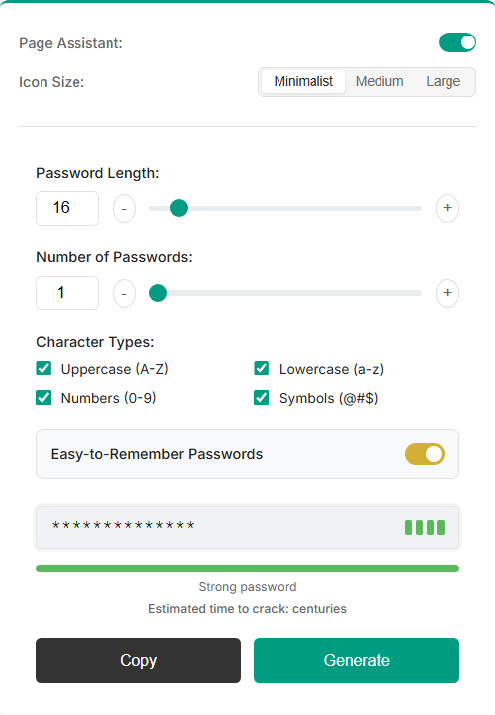 Page Assistant:
Icon Size: Minimalist Medium Large
Password Length:
16 - +
Number of Passwords:
1 - +
Character Types:
Uppercase (A-Z) Lowercase (a-z)
Numbers (0-9) Symbols (@#$)
Easy-to-Remember Passwords
**************
Strong password
Estimated time to crack: centuries
Copy Generate